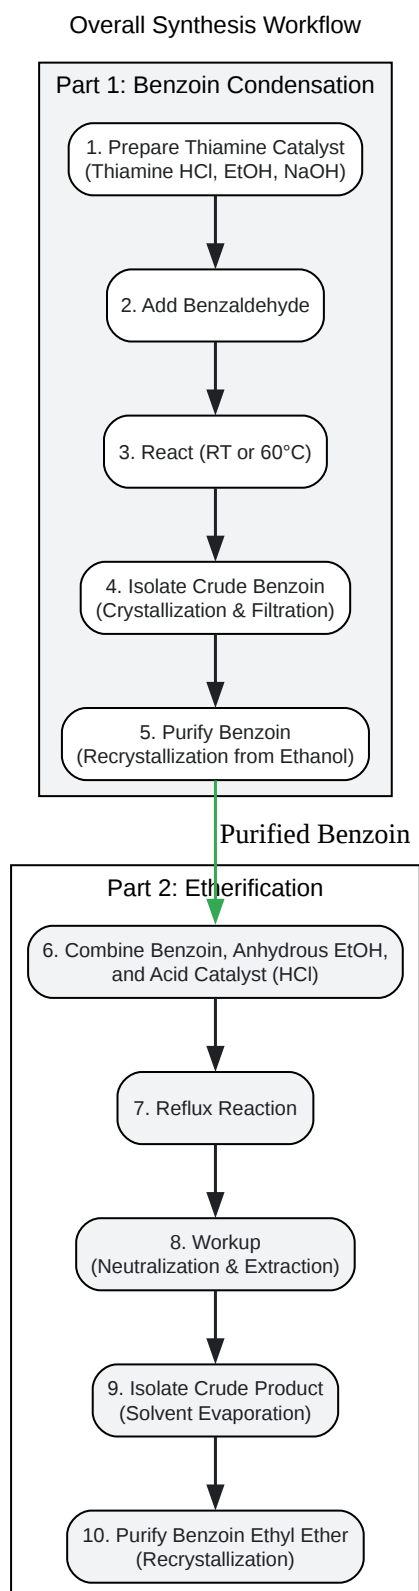 Overall Synthesis Workflow
Part 1: Benzoin Condensation
1. Prepare Thiamine Catalyst
(Thiamine HCl, EtOH, NaOH)
2. Add Benzaldehyde
3. React (RT or 60°C)
4. Isolate Crude Benzoin
(Crystallization & Filtration)
5. Purify Benzoin
(Recrystallization from Ethanol)
Purified Benzoin
Part 2: Etherification
6. Combine Benzoin, Anhydrous EtOH,
and Acid Catalyst (HCl)
7. Reflux Reaction
8. Workup
(Neutralization & Extraction)
9. Isolate Crude Product
(Solvent Evaporation)
10. Purify Benzoin Ethyl Ether
(Recrystallization)